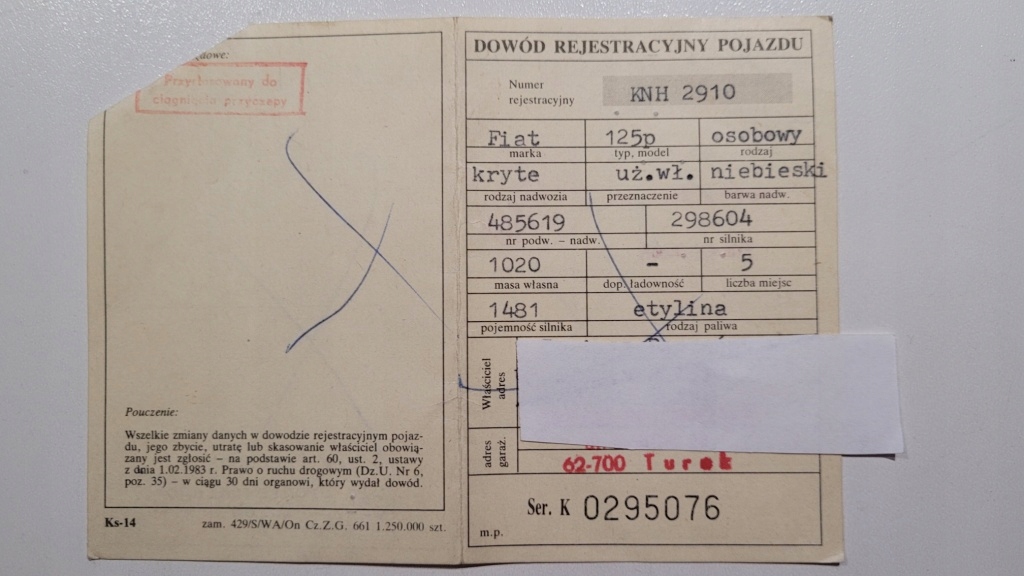 Przystosowany do
ciągnięcia przyczepy
Pouczenie:
Wszelkie zmiany danych w dowodzie rejestracyjnym pojaz-
du, jego zbycie, utratę lub skasowanie właściciel obowią-
zany jest zgłosić – na podstawie art. 60, ust. 2, ustawy
z dnia 1.02.1983 r. Prawo o ruchu drogowym (Dz.U. Nr 6,
poz. 35) – w ciągu 30 dni organowi, który wydał dowód.
Ks-14 zam. 429/S/WA/On Cz.Z.G. 661 1.250.000 szt.
DOWÓD REJESTRACYJNY POJAZDU
Numer
rejestracyjny KNH 2910
Fiat 125p osobowy
marka typ, model rodzaj
kryte uż.wł. niebieski
rodzaj nadwozia przeznaczenie barwa nadw.
485619 298604
nr podw. – nadw. nr silnika
1020 – 5
masa własna dop. ładowność liczba miejsc
1481 etylina
pojemność silnika rodzaj paliwa
Właściciel
adres
adres
garaż.
62-700 Turek
Ser. K 0295076
m.p.